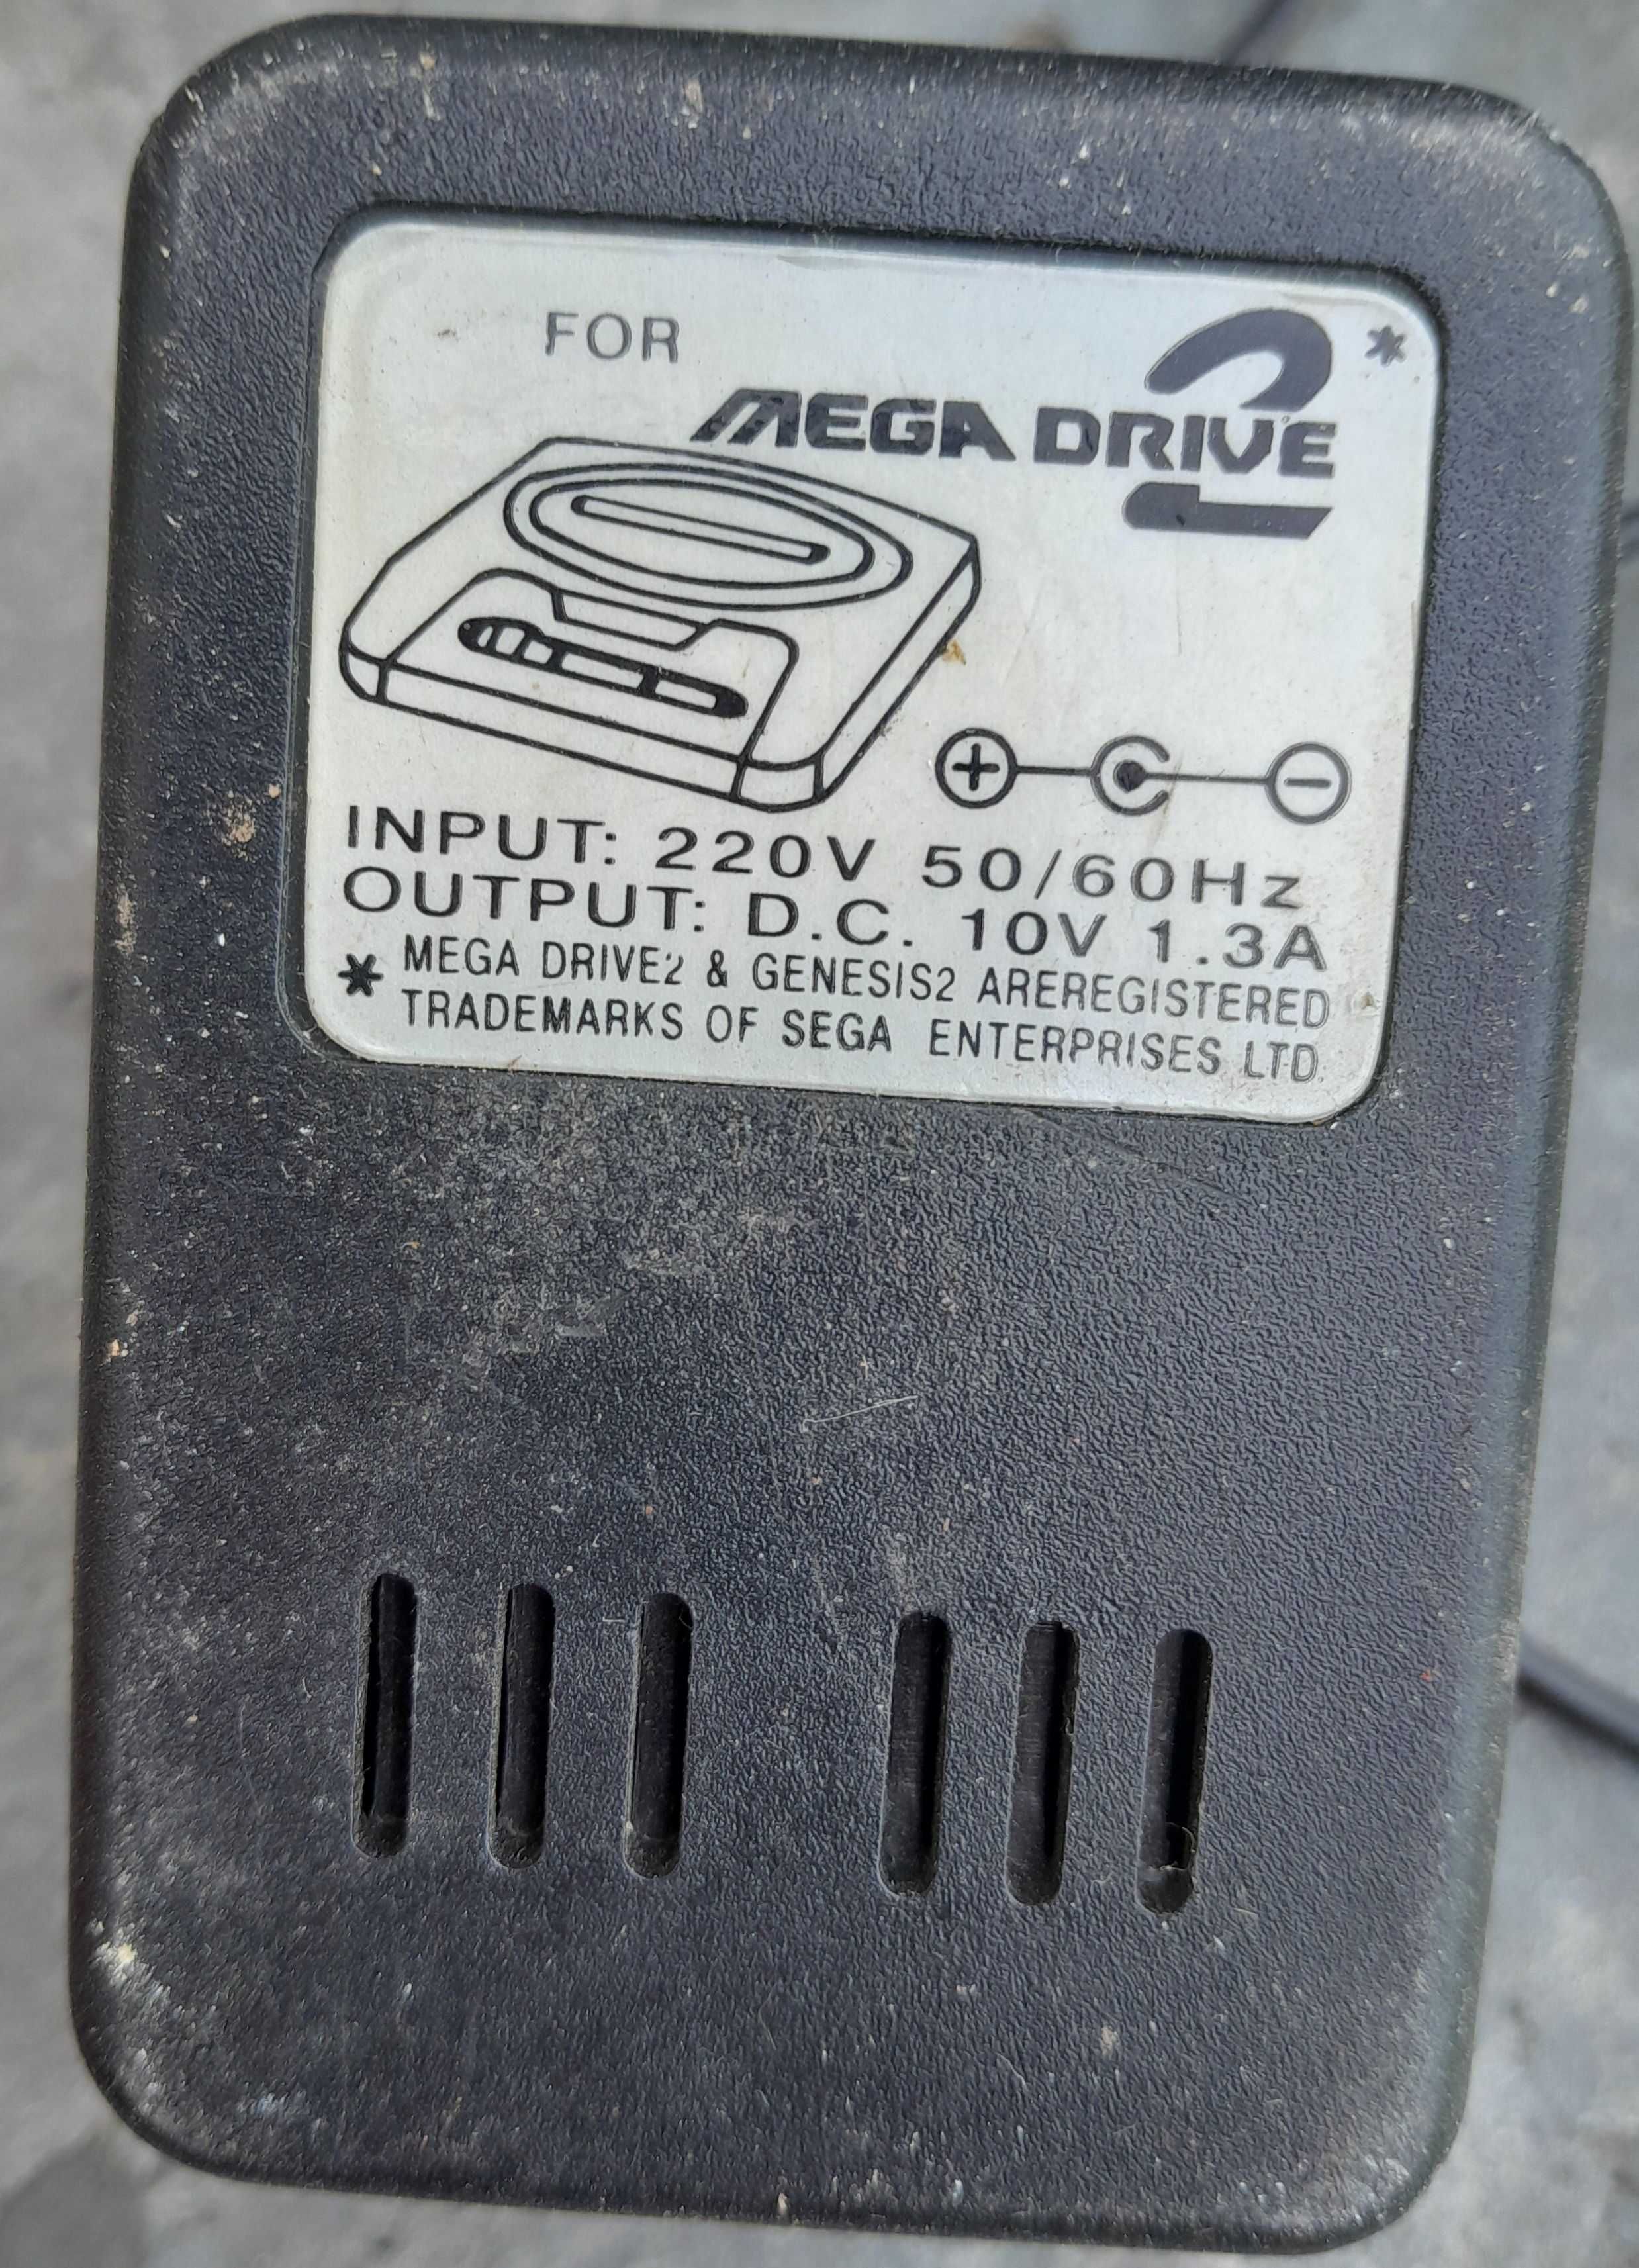 FOR
MEGA DRIVE 2 *
+ C −
INPUT: 220V 50/60Hz
OUTPUT: D.C. 10V 1.3A
* MEGA DRIVE2 & GENESIS2 AREREGISTERED
TRADEMARKS OF SEGA ENTERPRISES LTD.